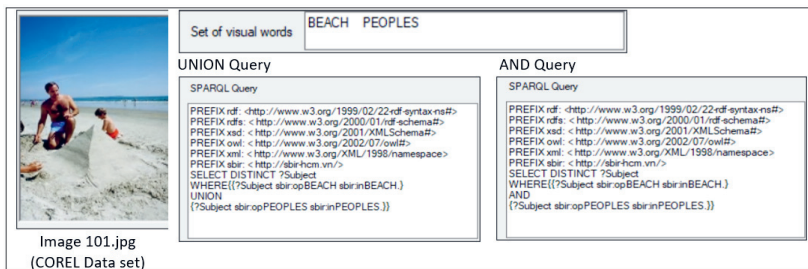 Set of visual words
BEACH PEOPLES
UNION Query
SPARQL Query
PREFIX rdf: <http://www.w3.org/1999/02/22-rdf-syntax-ns#>
PREFIX rdfs: < http://www.w3.org/2000/01/rdf-schema#>
PREFIX xsd: < http://www.w3.org/2001/XMLSchema#>
PREFIX owl: < http://www.w3.org/2002/07/owl#>
PREFIX xml: < http://www.w3.org/XML/1998/namespace>
PREFIX sbir: < http://sbir-hcm.vn/>
SELECT DISTINCT ?Subject
WHERE{{?Subject sbir:opBEACH sbir:inBEACH.}
UNION
{?Subject sbir:opPEOPLES sbir:inPEOPLES.}}
AND Query
SPARQL Query
PREFIX rdf: <http://www.w3.org/1999/02/22-rdf-syntax-ns#>
PREFIX rdfs: < http://www.w3.org/2000/01/rdf-schema#>
PREFIX xsd: < http://www.w3.org/2001/XMLSchema#>
PREFIX owl: < http://www.w3.org/2002/07/owl#>
PREFIX xml: < http://www.w3.org/XML/1998/namespace>
PREFIX sbir: < http://sbir-hcm.vn/>
SELECT DISTINCT ?Subject
WHERE{{?Subject sbir:opBEACH sbir:inBEACH.}
AND
{?Subject sbir:opPEOPLES sbir:inPEOPLES.}}
Image 101.jpg
(COREL Data set)